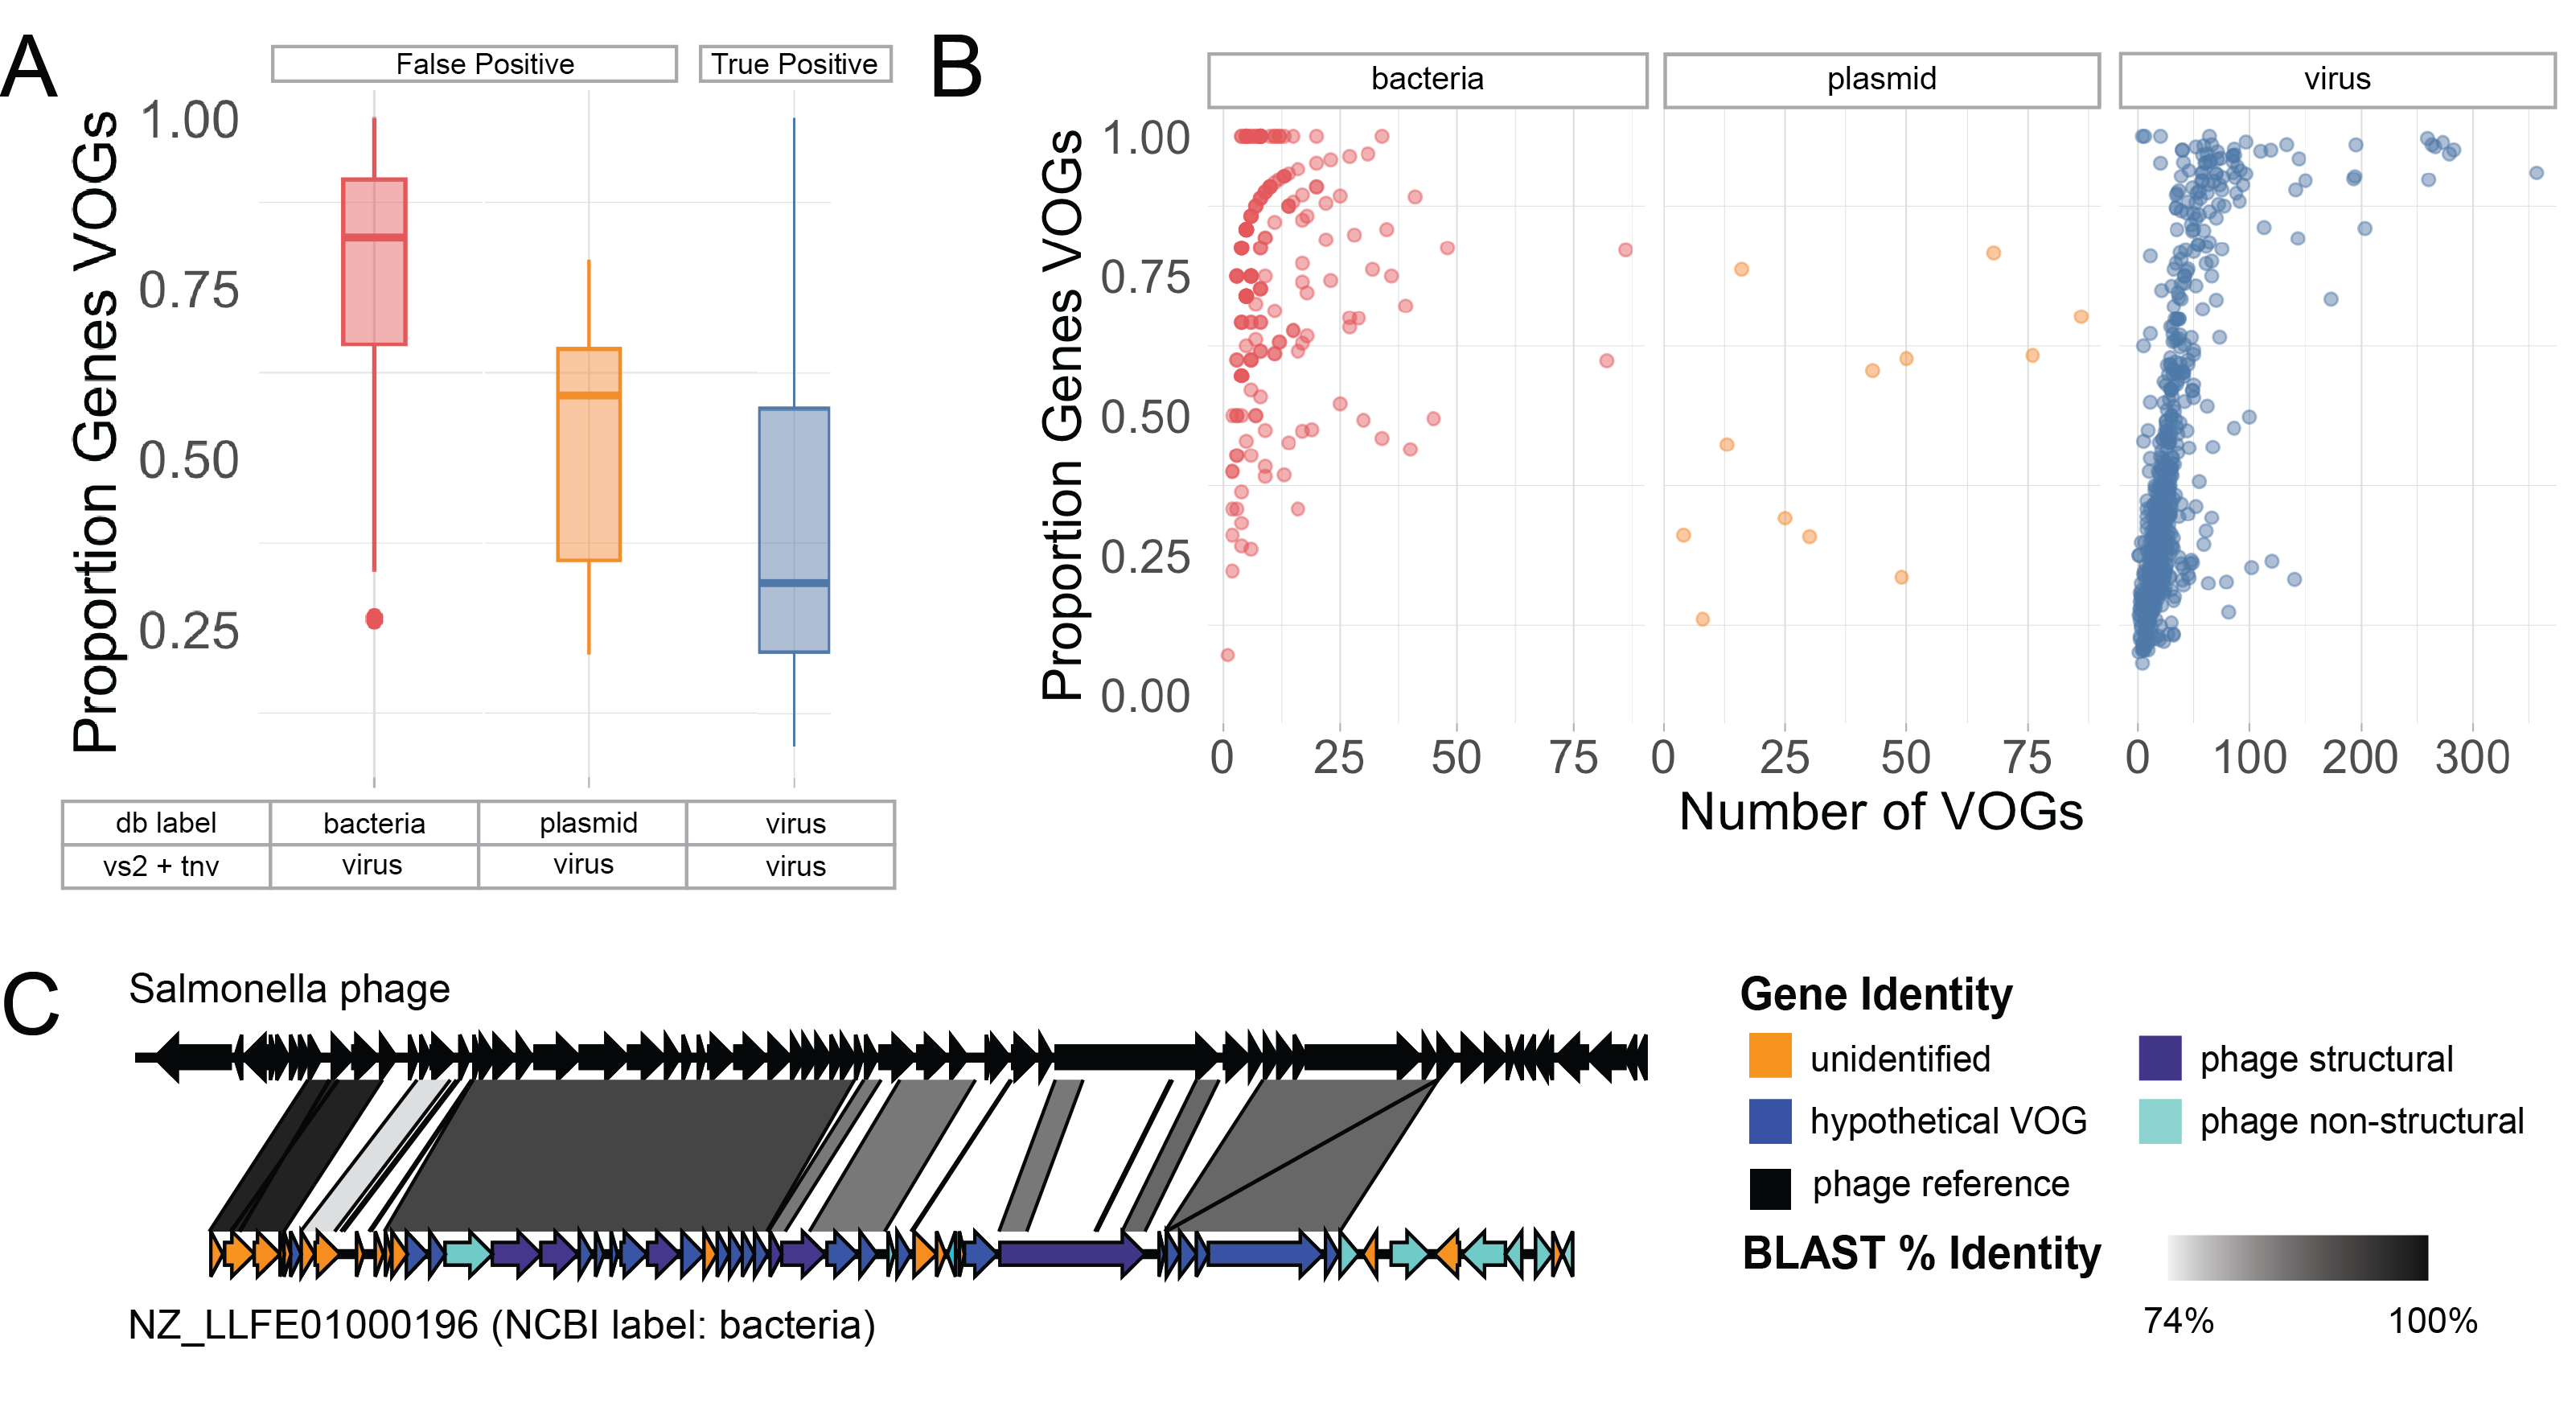 A
False Positive
True Positive
Proportion Genes VOGs
1.00
0.75
0.50
0.25
db label
bacteria
plasmid
virus
vs2 + tnv
virus
virus
virus
B
bacteria
plasmid
virus
Proportion Genes VOGs
1.00
0.75
0.50
0.25
0.00
0
25
50
75
0
25
50
75
0
100
200
300
Number of VOGs
C
Salmonella phage
NZ_LLFE01000196 (NCBI label: bacteria)
Gene Identity
unidentified
phage structural
hypothetical VOG
phage non-structural
phage reference
BLAST % Identity
74%
100%